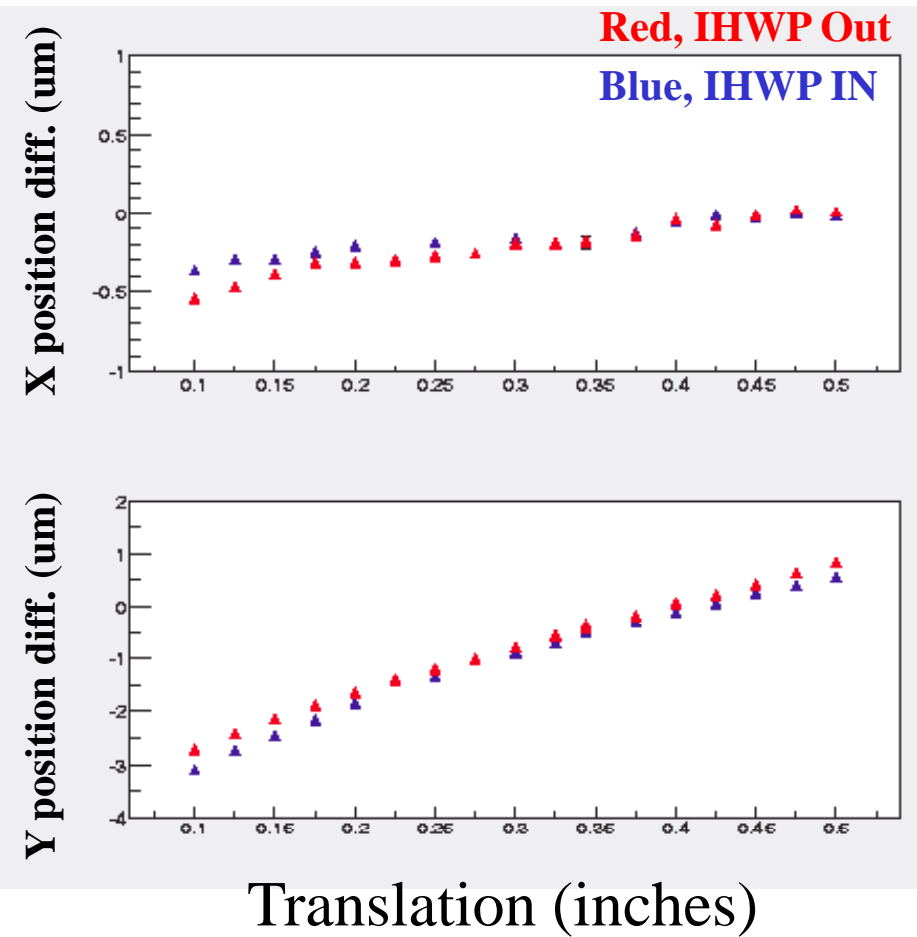 Red, IHWP Out
Blue, IHWP IN
X position diff. (um)
1
0.5
0
-0.5
-1
0.1 0.15 0.2 0.25 0.3 0.35 0.4 0.45 0.5
Y position diff. (um)
2
1
0
-1
-2
-3
-4
0.1 0.15 0.2 0.25 0.3 0.35 0.4 0.45 0.5
Translation (inches)